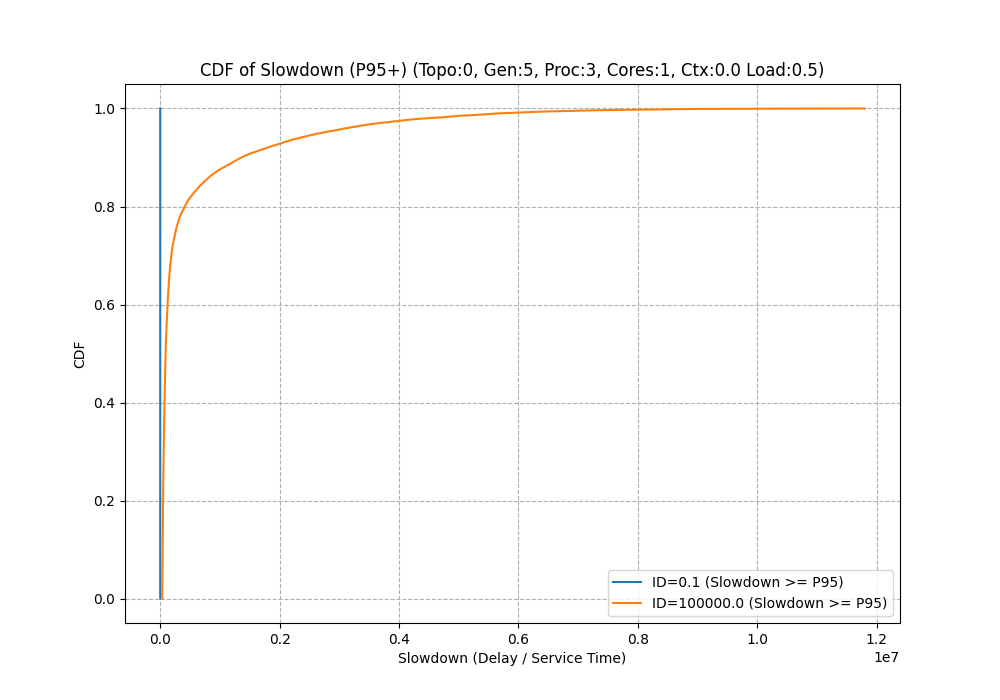 CDF of Slowdown (P95+) (Topo:0, Gen:5, Proc:3, Cores:1, Ctx:0.0 Load:0.5)
CDF
1.0
0.8
0.6
0.4
0.2
0.0
ID=0.1 (Slowdown >= P95)
ID=100000.0 (Slowdown >= P95)
0.0 0.2 0.4 0.6 0.8 1.0 1.2
1e7
Slowdown (Delay / Service Time)